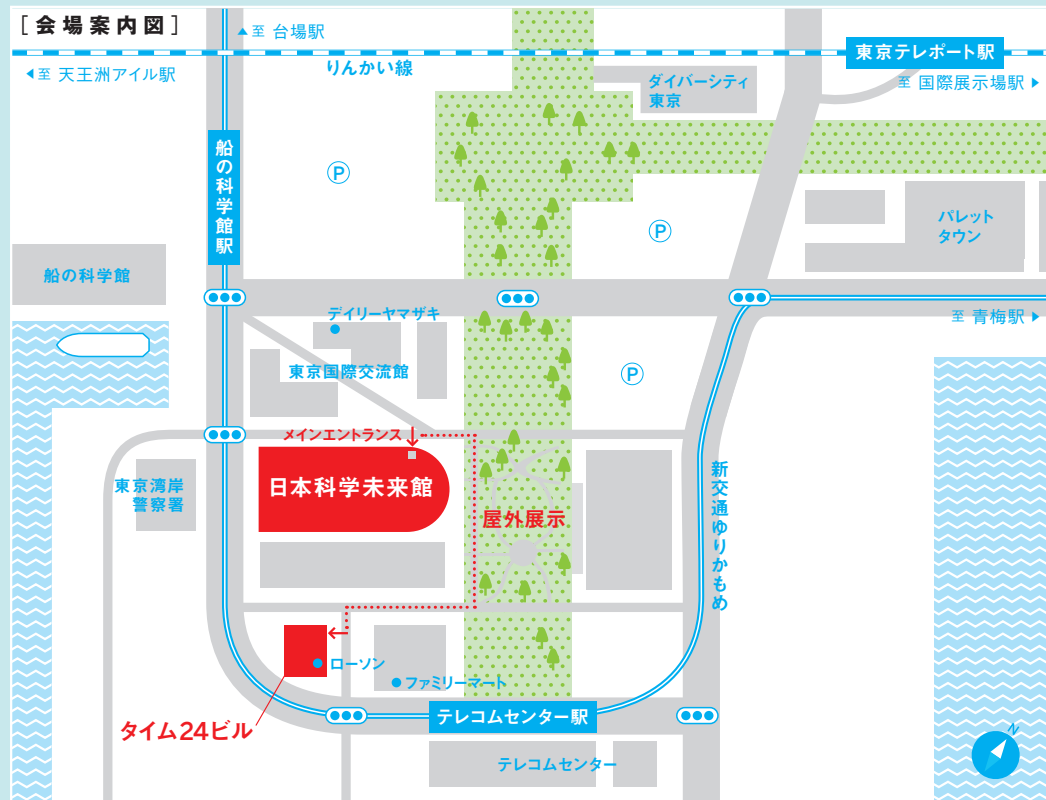 [会場案内図]
▲至 台場駅
りんかい線
東京テレポート駅
◀至 天王洲アイル駅
至 国際展示場駅▶
ダイバーシティ
東京
船の科学館駅
P
P
パレット
タウン
船の科学館
デイリーヤマザキ
至 青梅駅▶
東京国際交流館
P
メインエントランス
日本科学未来館
東京湾岸
警察署
屋外展示
新交通ゆりかもめ
ローソン
ファミリーマート
タイム24ビル
テレコムセンター駅
テレコムセンター
N